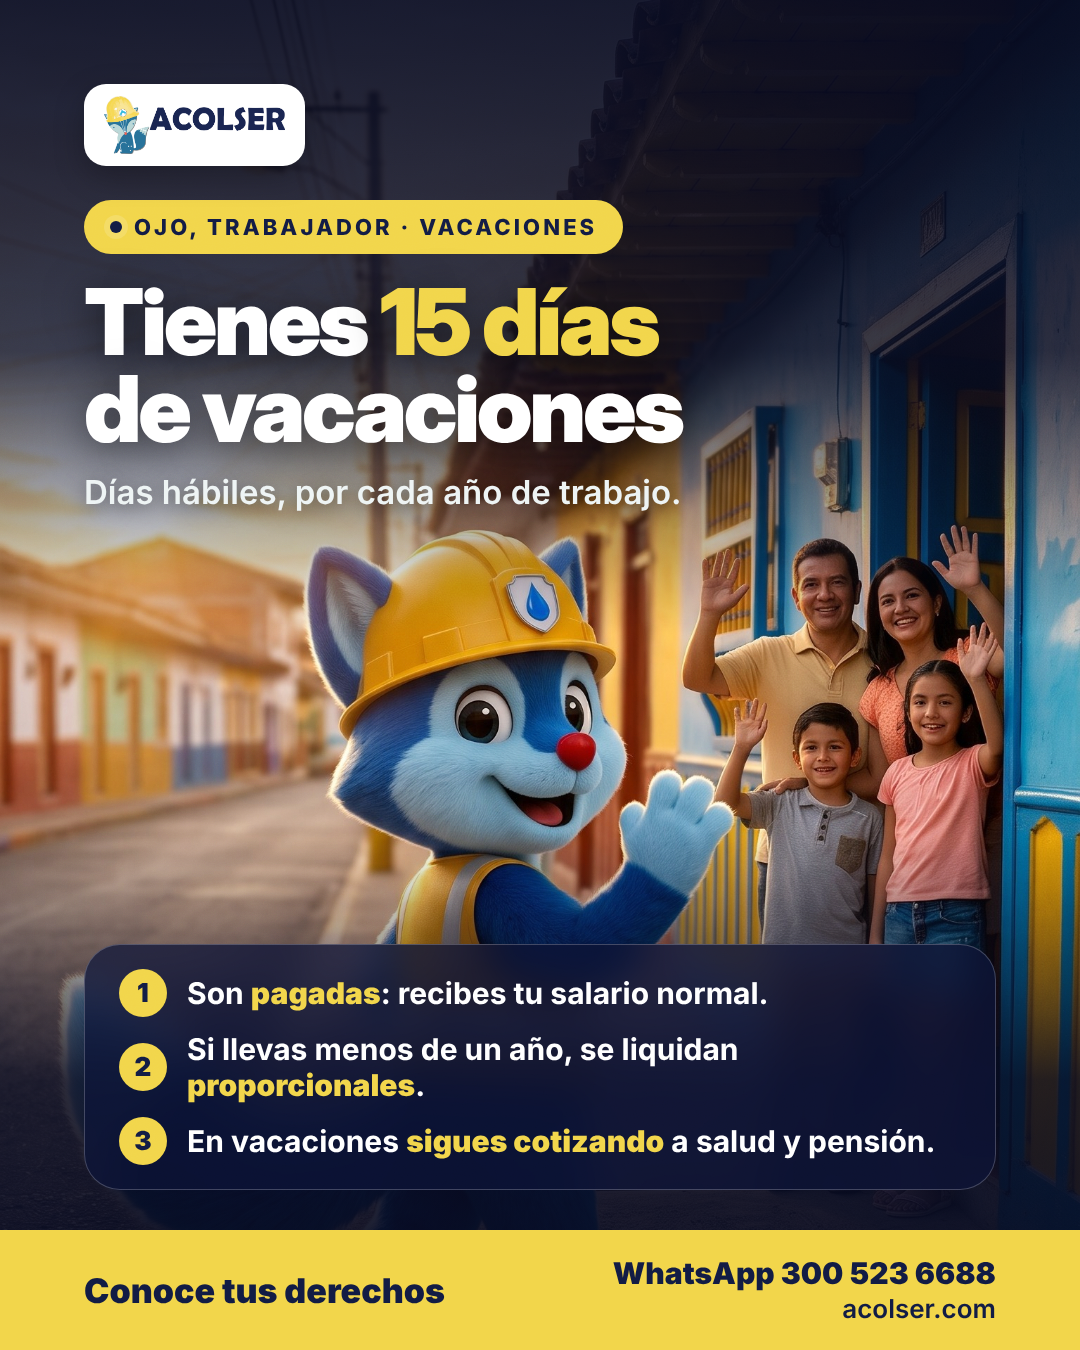 ACOLSER
OJO, TRABAJADOR · VACACIONES
Tienes 15 días
de vacaciones
Días hábiles, por cada año de trabajo.
1 Son pagadas: recibes tu salario normal.
2 Si llevas menos de un año, se liquidan
proporcionales.
3 En vacaciones sigues cotizando a salud y pensión.
Conoce tus derechos
WhatsApp 300 523 6688
acolser.com